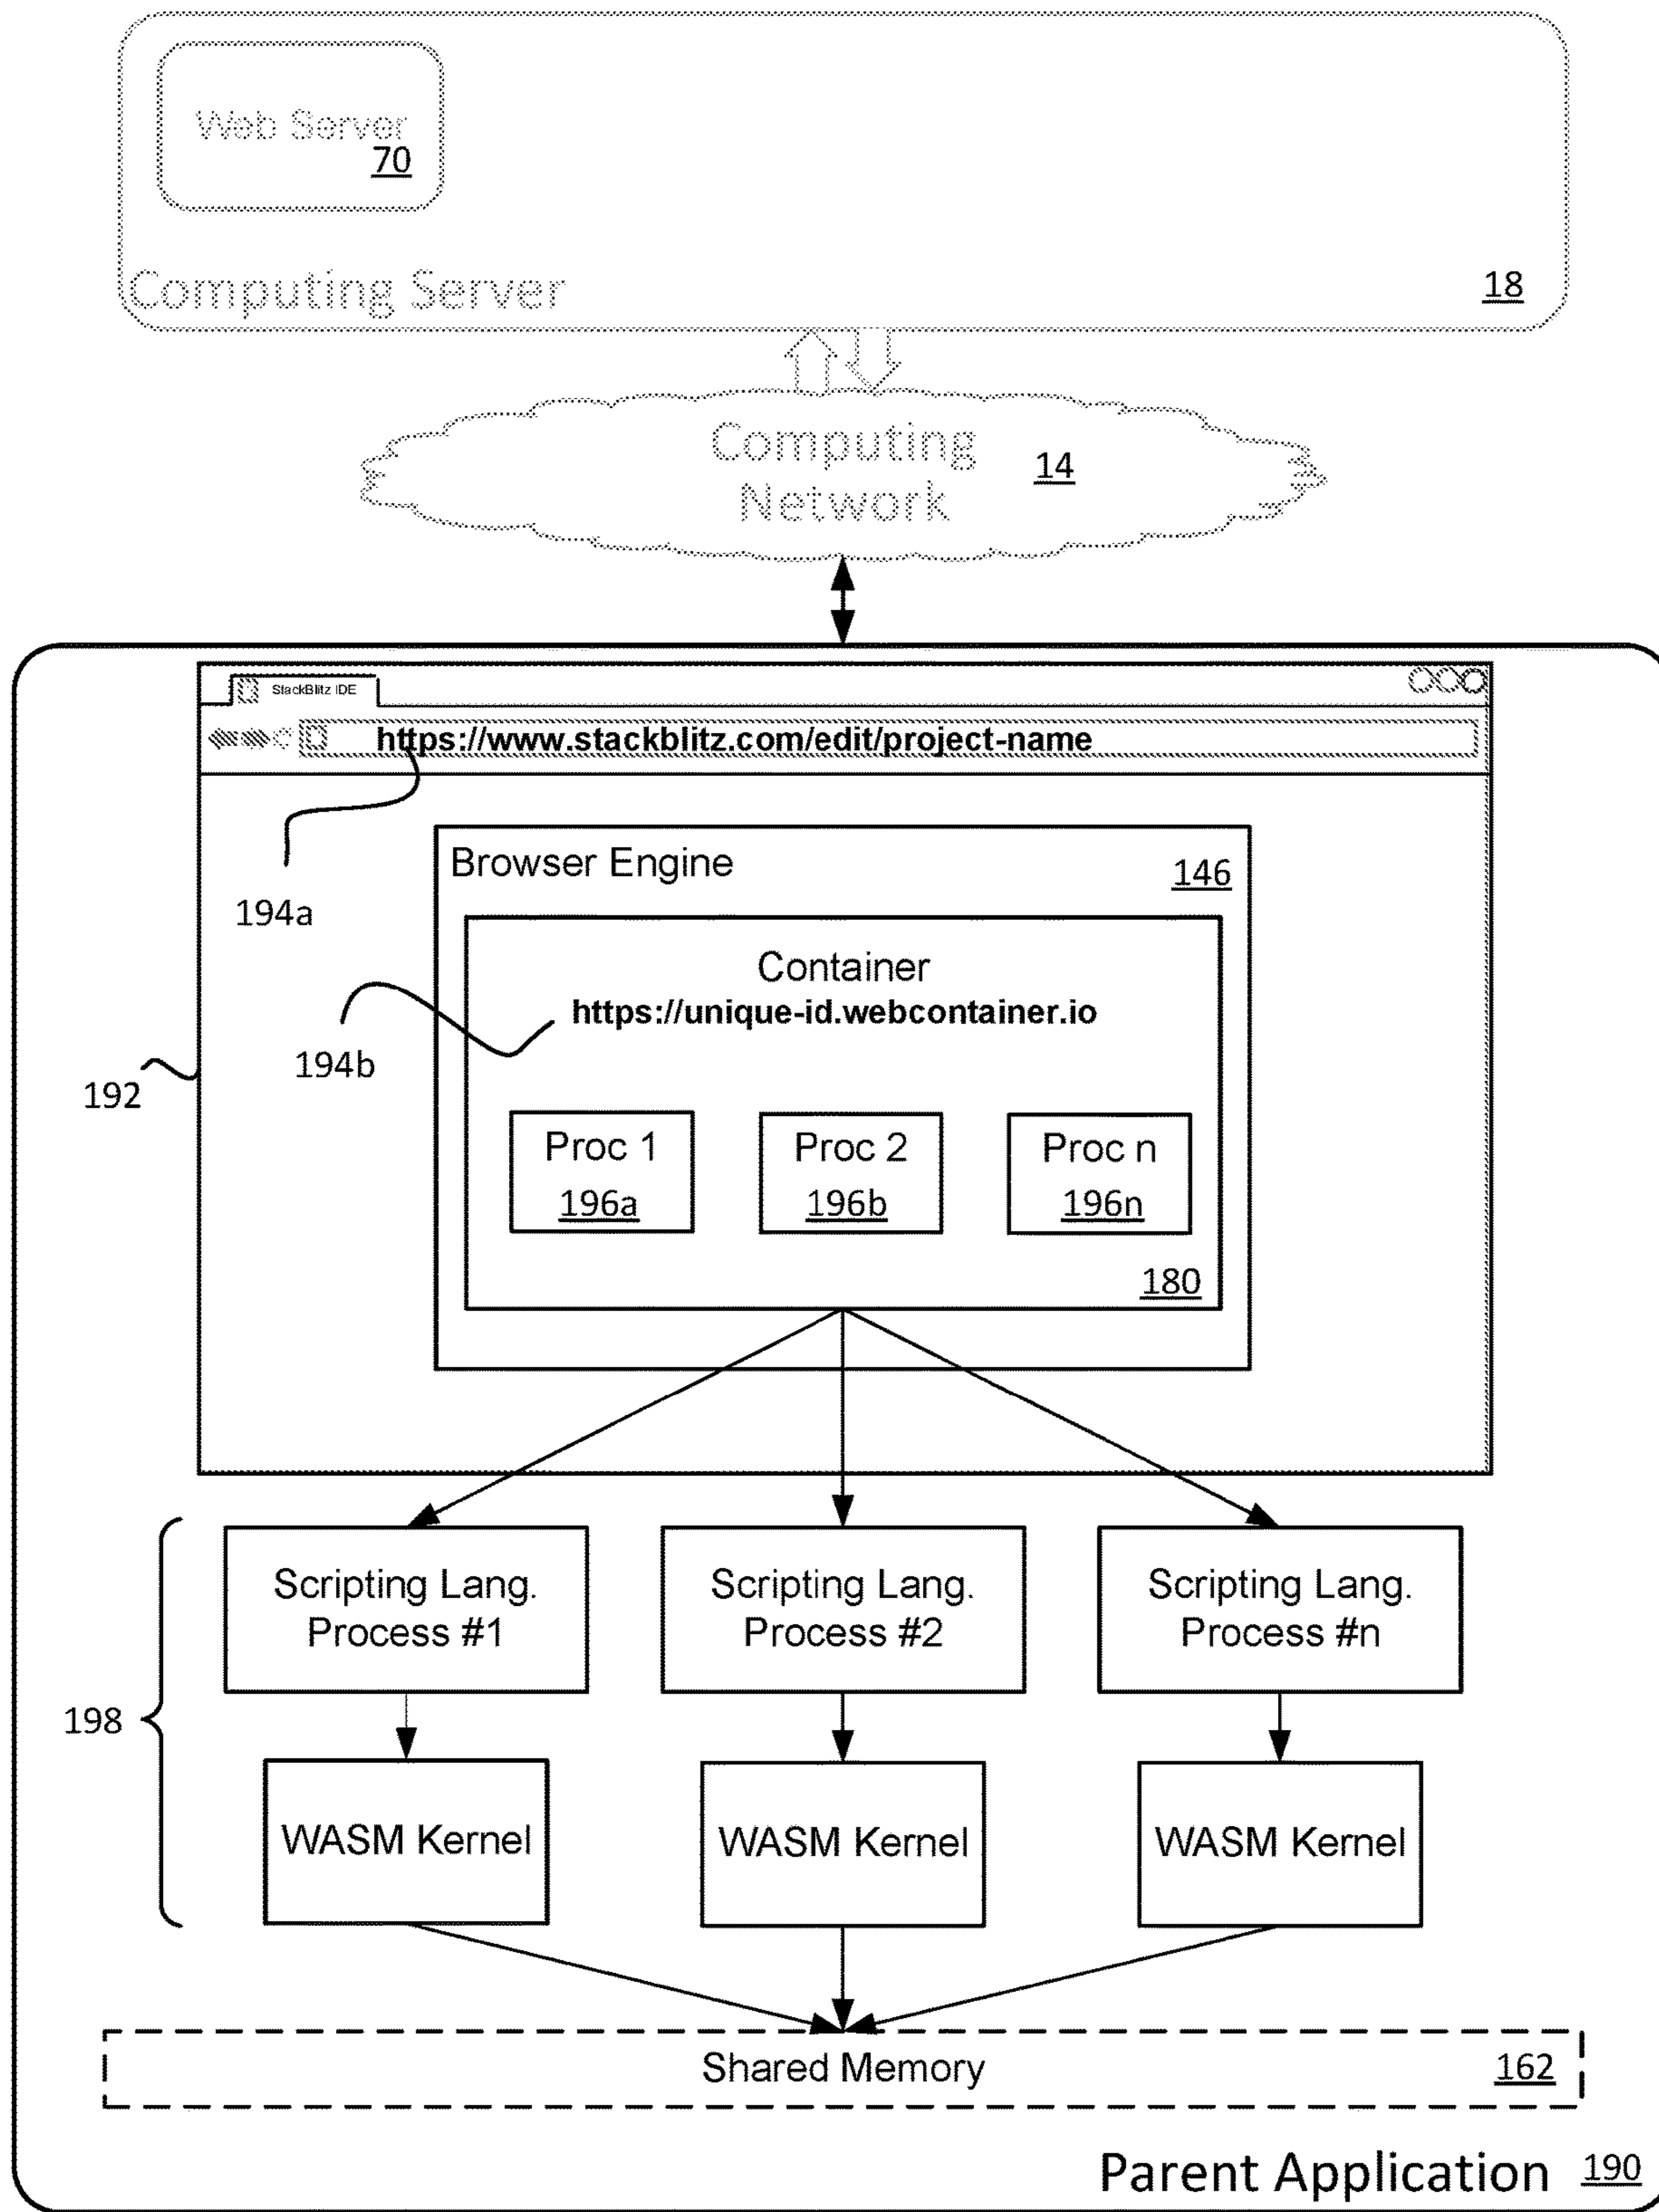 Web Server
70
Computing Server
18
Computing
14
Network
StackBlitz IDE
https://www.stackblitz.com/edit/project-name
Browser Engine
146
194a
Container
https://unique-id.webcontainer.io
194b
192
Proc 1
Proc 2
Proc n
196a
196b
196n
180
Scripting Lang.
Process #1
Scripting Lang.
Process #2
Scripting Lang.
Process #n
198
WASM Kernel
WASM Kernel
WASM Kernel
Shared Memory
162
Parent Application
190